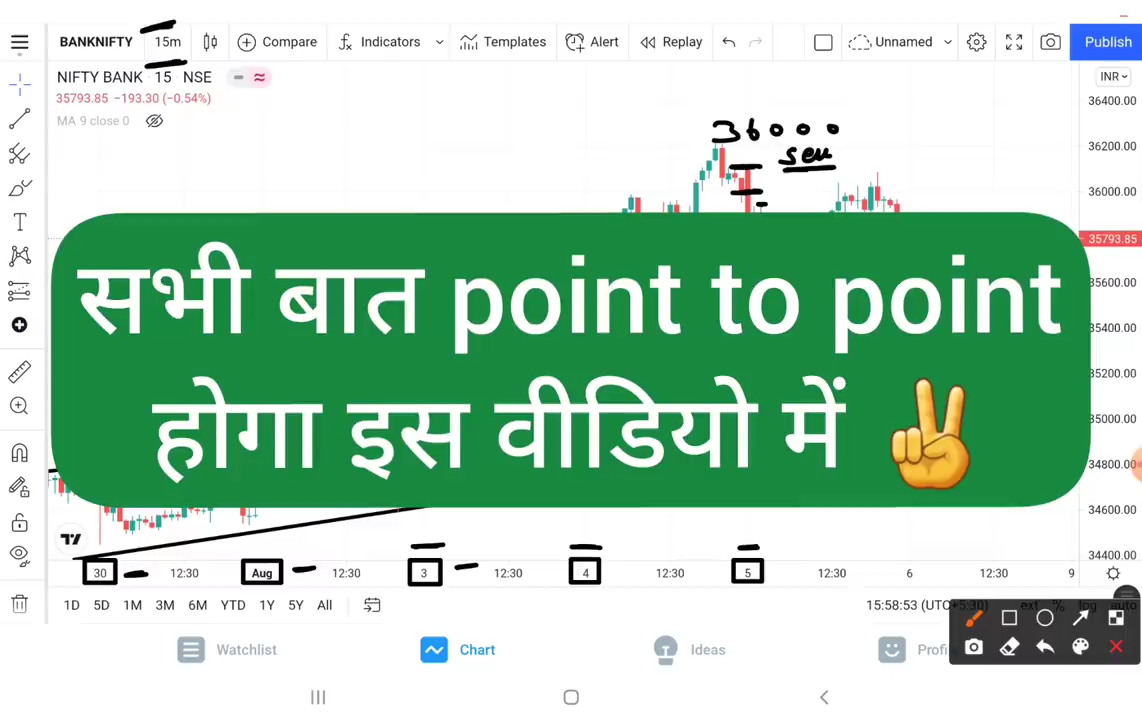 BANKNIFTY 15m Compare Indicators Templates Alert Replay Unnamed Publish
NIFTY BANK · 15 · NSE
INR
35793.85 −193.30 (−0.54%)
MA 9 close 0
36400.00
36200.00
36000.00
35793.85
35600.00
35400.00
35200.00
35000.00
34800.00
34600.00
34400.00
36000
सभी बात point to point
होगा इस वीडियो में ✌
30 12:30 Aug 12:30 3 12:30 4 12:30 5 12:30 6 12:30 9
1D 5D 1M 3M 6M YTD 1Y 5Y All 15:58:53 (UTC+5:30) ext % log auto
Watchlist Chart Ideas Profi